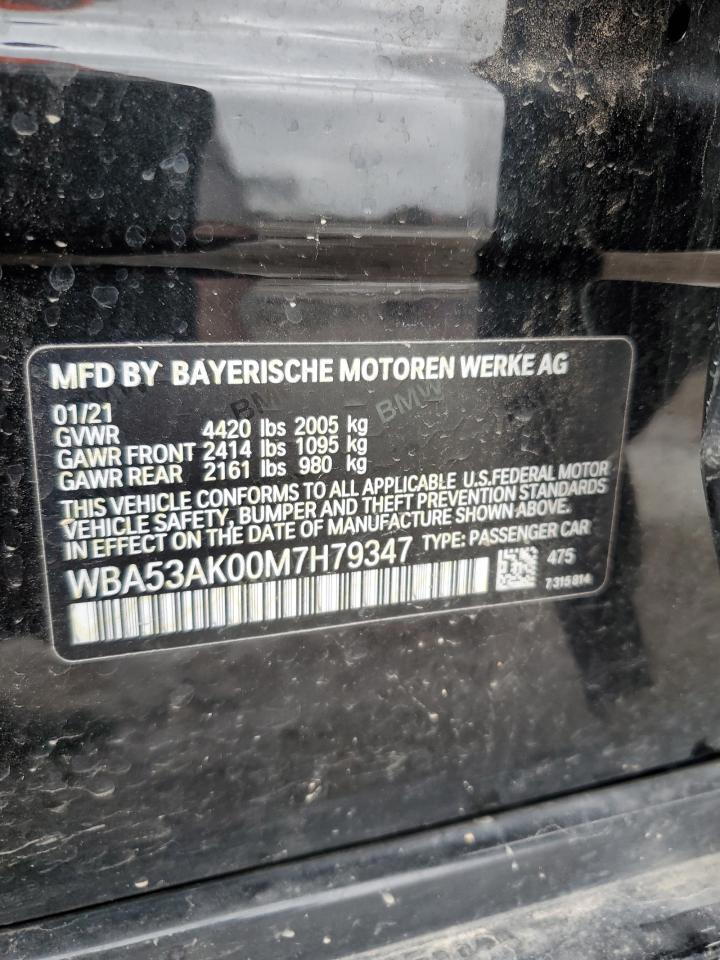 MFD BY BAYERISCHE MOTOREN WERKE AG
BMW BMW BMW
01/21
GVWR 4420 lbs 2005 kg
GAWR FRONT 2414 lbs 1095 kg
GAWR REAR 2161 lbs 980 kg
THIS VEHICLE CONFORMS TO ALL APPLICABLE U.S.FEDERAL MOTOR
VEHICLE SAFETY, BUMPER AND THEFT PREVENTION STANDARDS
IN EFFECT ON THE DATE OF MANUFACTURE SHOWN ABOVE.
WBA53AK00M7H79347 TYPE: PASSENGER CAR
475
7 315 814